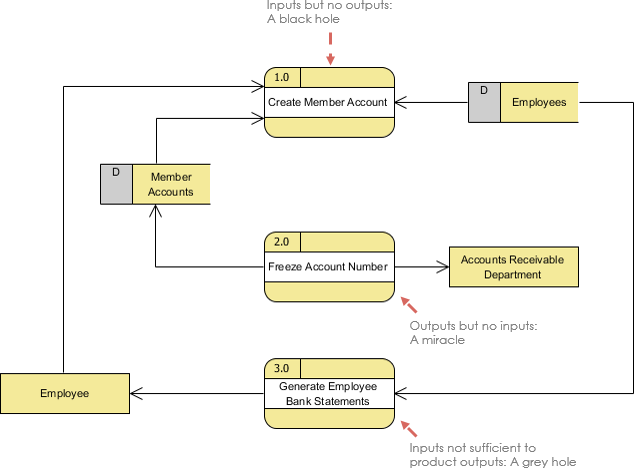 Inputs but no outputs:
A black hole
1.0
Create Member Account
D
Employees
D
Member
Accounts
2.0
Freeze Account Number
Accounts Receivable
Department
Outputs but no inputs:
A miracle
3.0
Generate Employee
Bank Statements
Employee
Inputs not sufficient to
product outputs: A grey hole